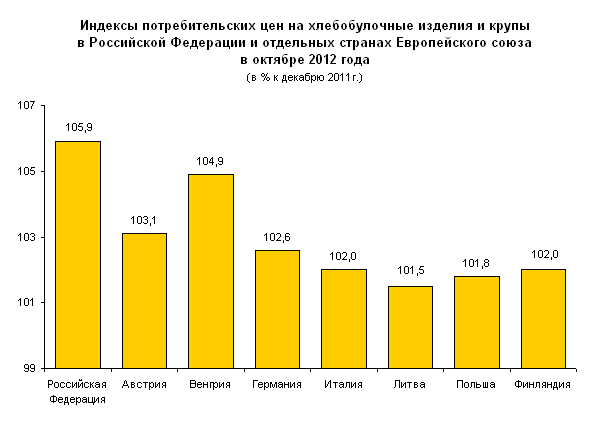 Индексы потребительских цен на хлебобулочные изделия и крупы
в Российской Федерации и отдельных странах Европейского союза
в октябре 2012 года
(в % к декабрю 2011 г.)
107
105
103
101
99
105,9
103,1
104,9
102,6
102,0
101,5
101,8
102,0
Российская
Федерация
Австрия
Венгрия
Германия
Италия
Литва
Польша
Финляндия